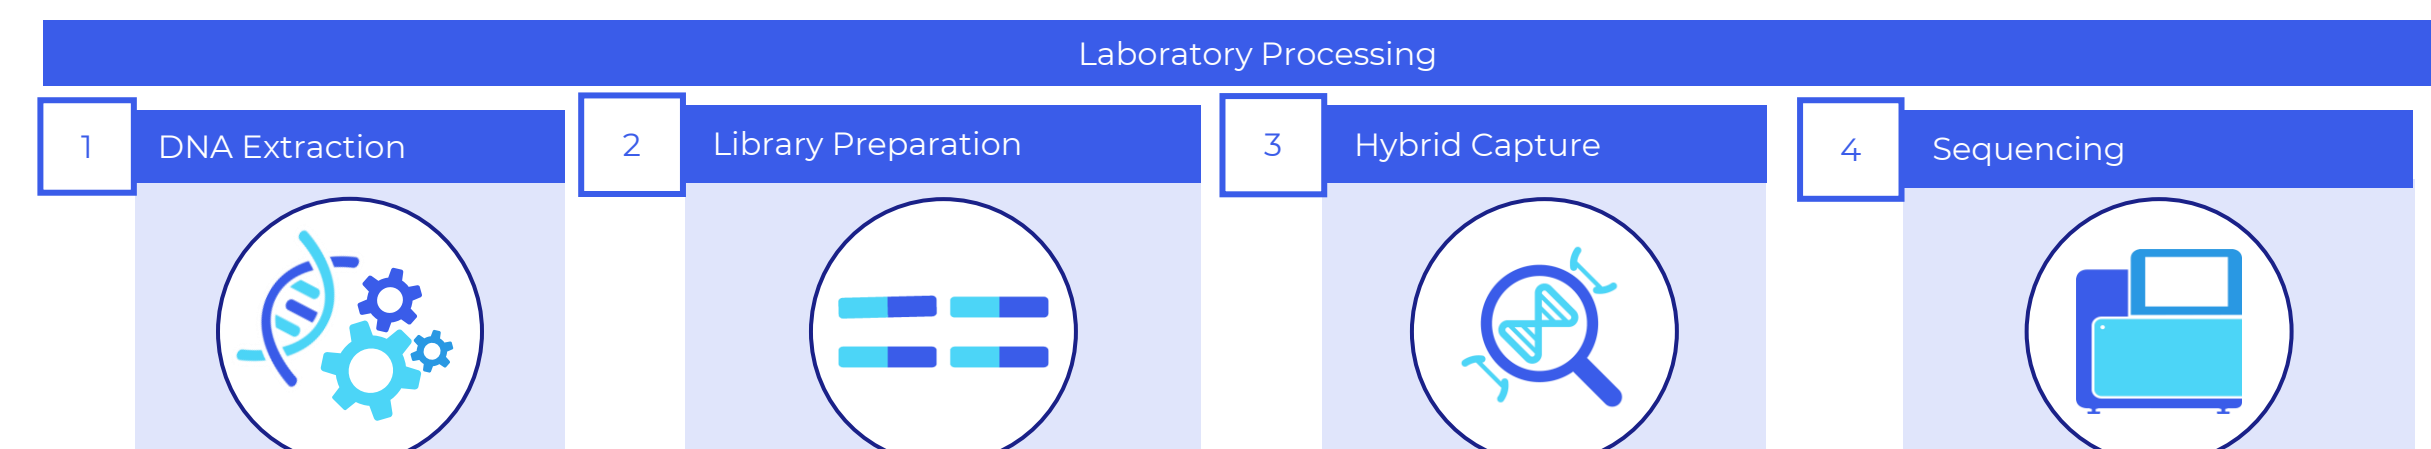 Laboratory Processing
1 DNA Extraction
2 Library Preparation
3 Hybrid Capture
4 Sequencing